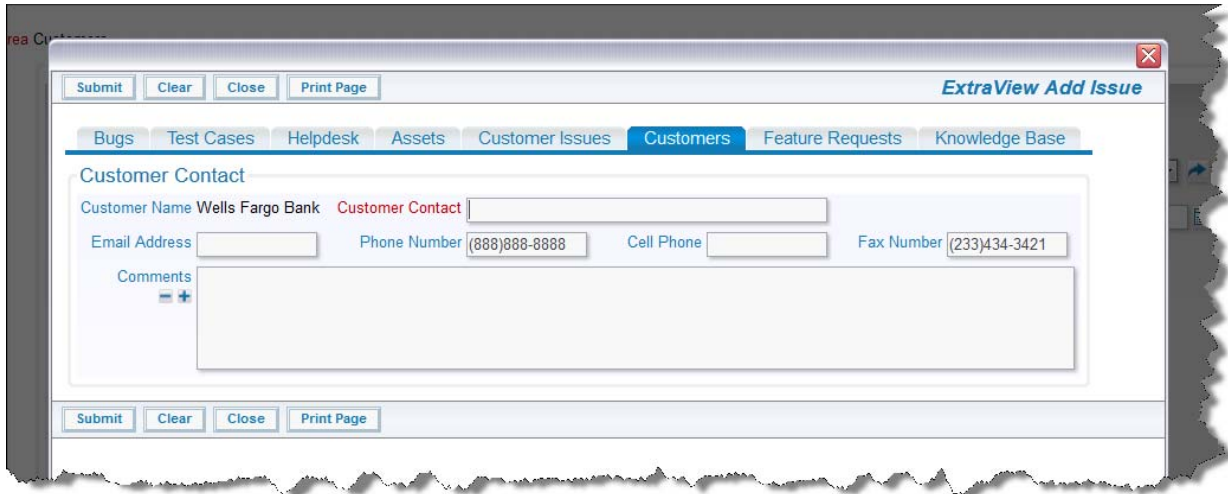 rea Customers
Submit Clear Close Print Page ExtraView Add Issue
Bugs Test Cases Helpdesk Assets Customer Issues Customers Feature Requests Knowledge Base
Customer Contact
Customer Name Wells Fargo Bank Customer Contact
Email Address Phone Number (888)888-8888 Cell Phone Fax Number (233)434-3421
Comments
Submit Clear Close Print Page